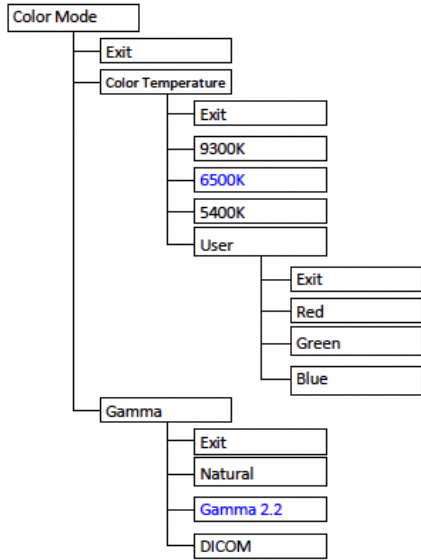 Color Mode
Exit
Color Temperature
Exit
9300K
6500K
5400K
User
Exit
Red
Green
Blue
Gamma
Exit
Natural
Gamma 2.2
DICOM